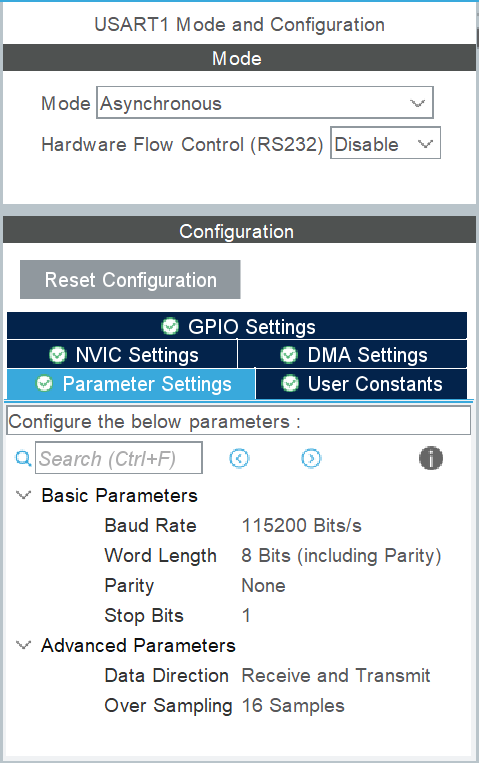 USART1 Mode and Configuration
Mode
Mode Asynchronous
Hardware Flow Control (RS232) Disable
Configuration
Reset Configuration
GPIO Settings
NVIC Settings DMA Settings
Parameter Settings User Constants
Configure the below parameters :
Search (Ctrl+F)
Basic Parameters
Baud Rate 115200 Bits/s
Word Length 8 Bits (including Parity)
Parity None
Stop Bits 1
Advanced Parameters
Data Direction Receive and Transmit
Over Sampling 16 Samples